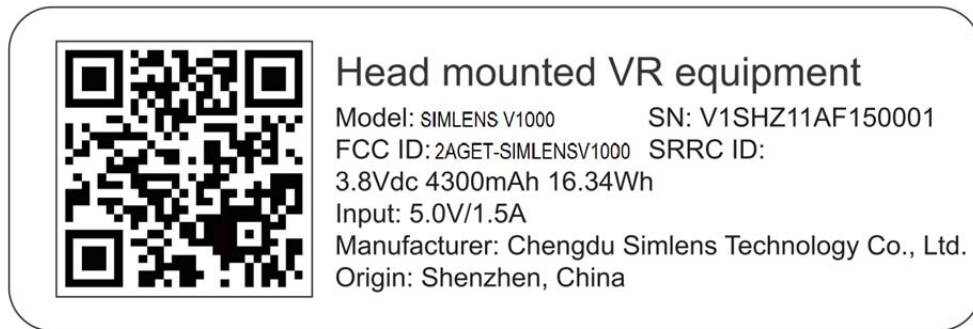 Head mounted VR equipment
Model: SIMLENS V1000 SN: V1SHZ11AF150001
FCC ID: 2AGET-SIMLENSV1000 SRRC ID:
3.8Vdc 4300mAh 16.34Wh
Input: 5.0V/1.5A
Manufacturer: Chengdu Simlens Technology Co., Ltd.
Origin: Shenzhen, China